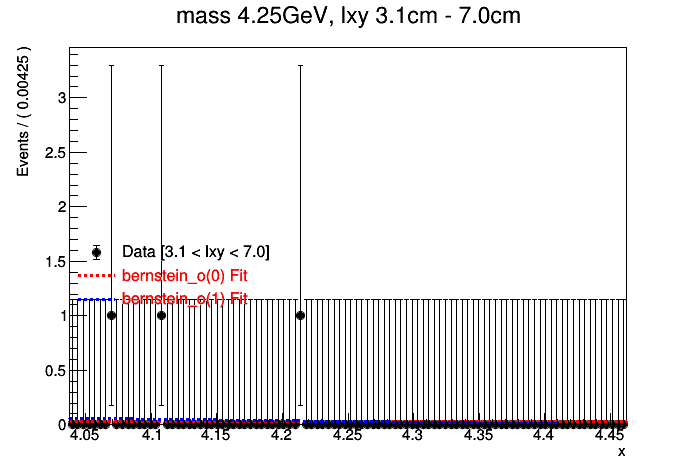 mass 4.25GeV, lxy 3.1cm - 7.0cm
Events / ( 0.00425 )
3
2.5
2
1.5
1
0.5
0
Data [3.1 < lxy < 7.0]
bernstein_o(0) Fit
bernstein_o(1) Fit
4.05 4.1 4.15 4.2 4.25 4.3 4.35 4.4 4.45
x